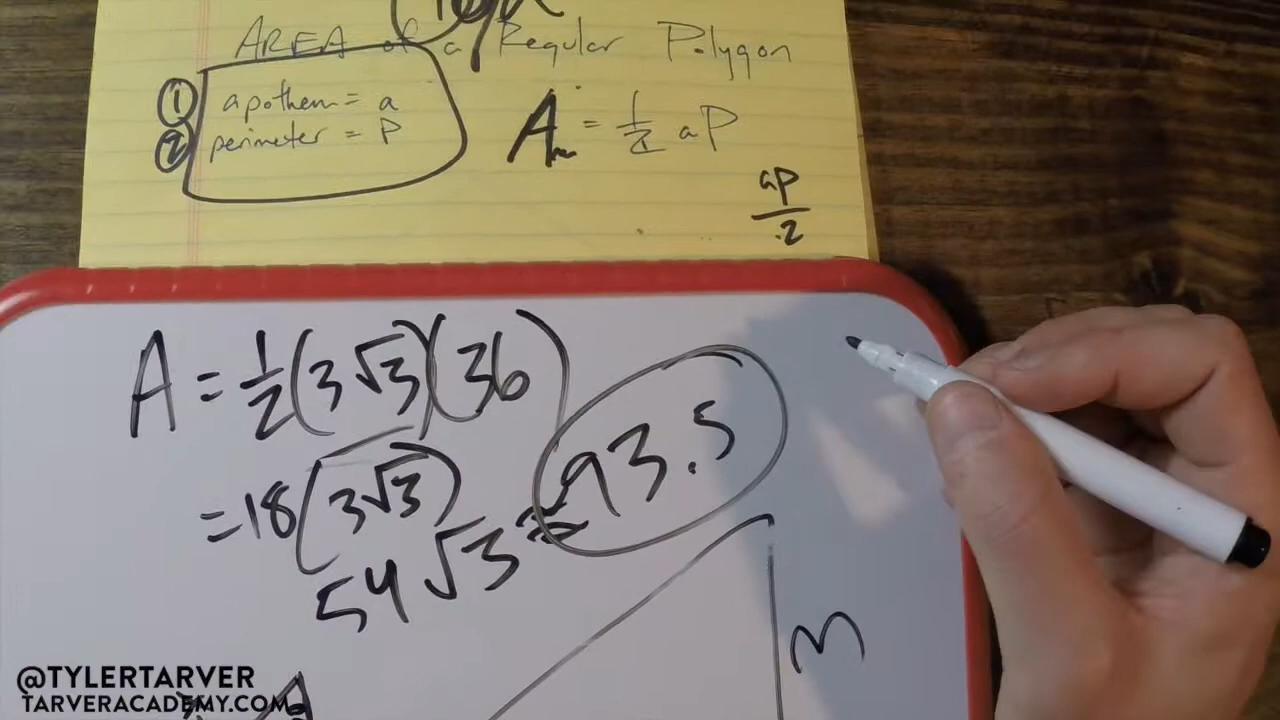 AREA of a Regular Polygon
① apothem = a
② perimeter = P
A = 1/2 aP
aP/2
A = 1/2(3√3)(36)
= 18(3√3)
54√3 ≈ 93.5
3
@TYLERTARVER
TARVERACADEMY.COM